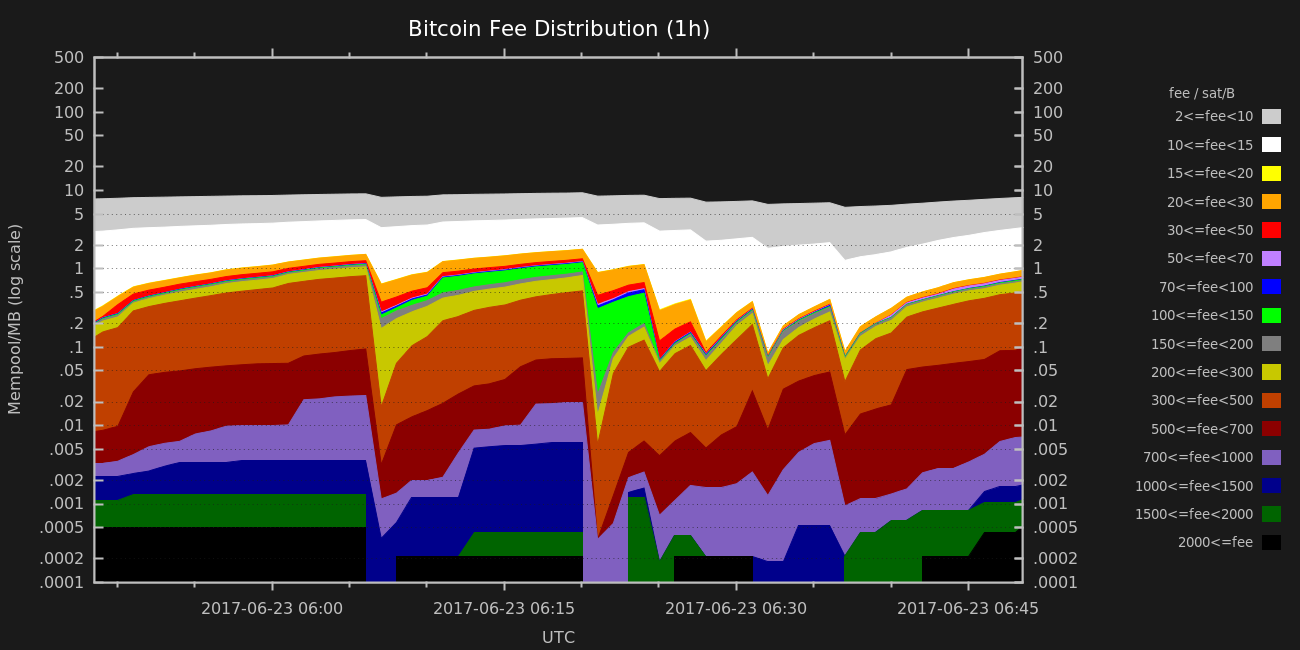 Bitcoin Fee Distribution (1h)
500 500
200 200
100 100
50 50
20 20
10 10
5 5
2 2
1 1
.5 .5
.2 .2
.1 .1
.05 .05
.02 .02
.01 .01
.005 .005
.002 .002
.001 .001
.0005 .0005
.0002 .0002
.0001 .0001
Mempool/MB (log scale)
2017-06-23 06:00 2017-06-23 06:15 2017-06-23 06:30 2017-06-23 06:45
UTC
fee / sat/B
2<=fee<10
10<=fee<15
15<=fee<20
20<=fee<30
30<=fee<50
50<=fee<70
70<=fee<100
100<=fee<150
150<=fee<200
200<=fee<300
300<=fee<500
500<=fee<700
700<=fee<1000
1000<=fee<1500
1500<=fee<2000
2000<=fee